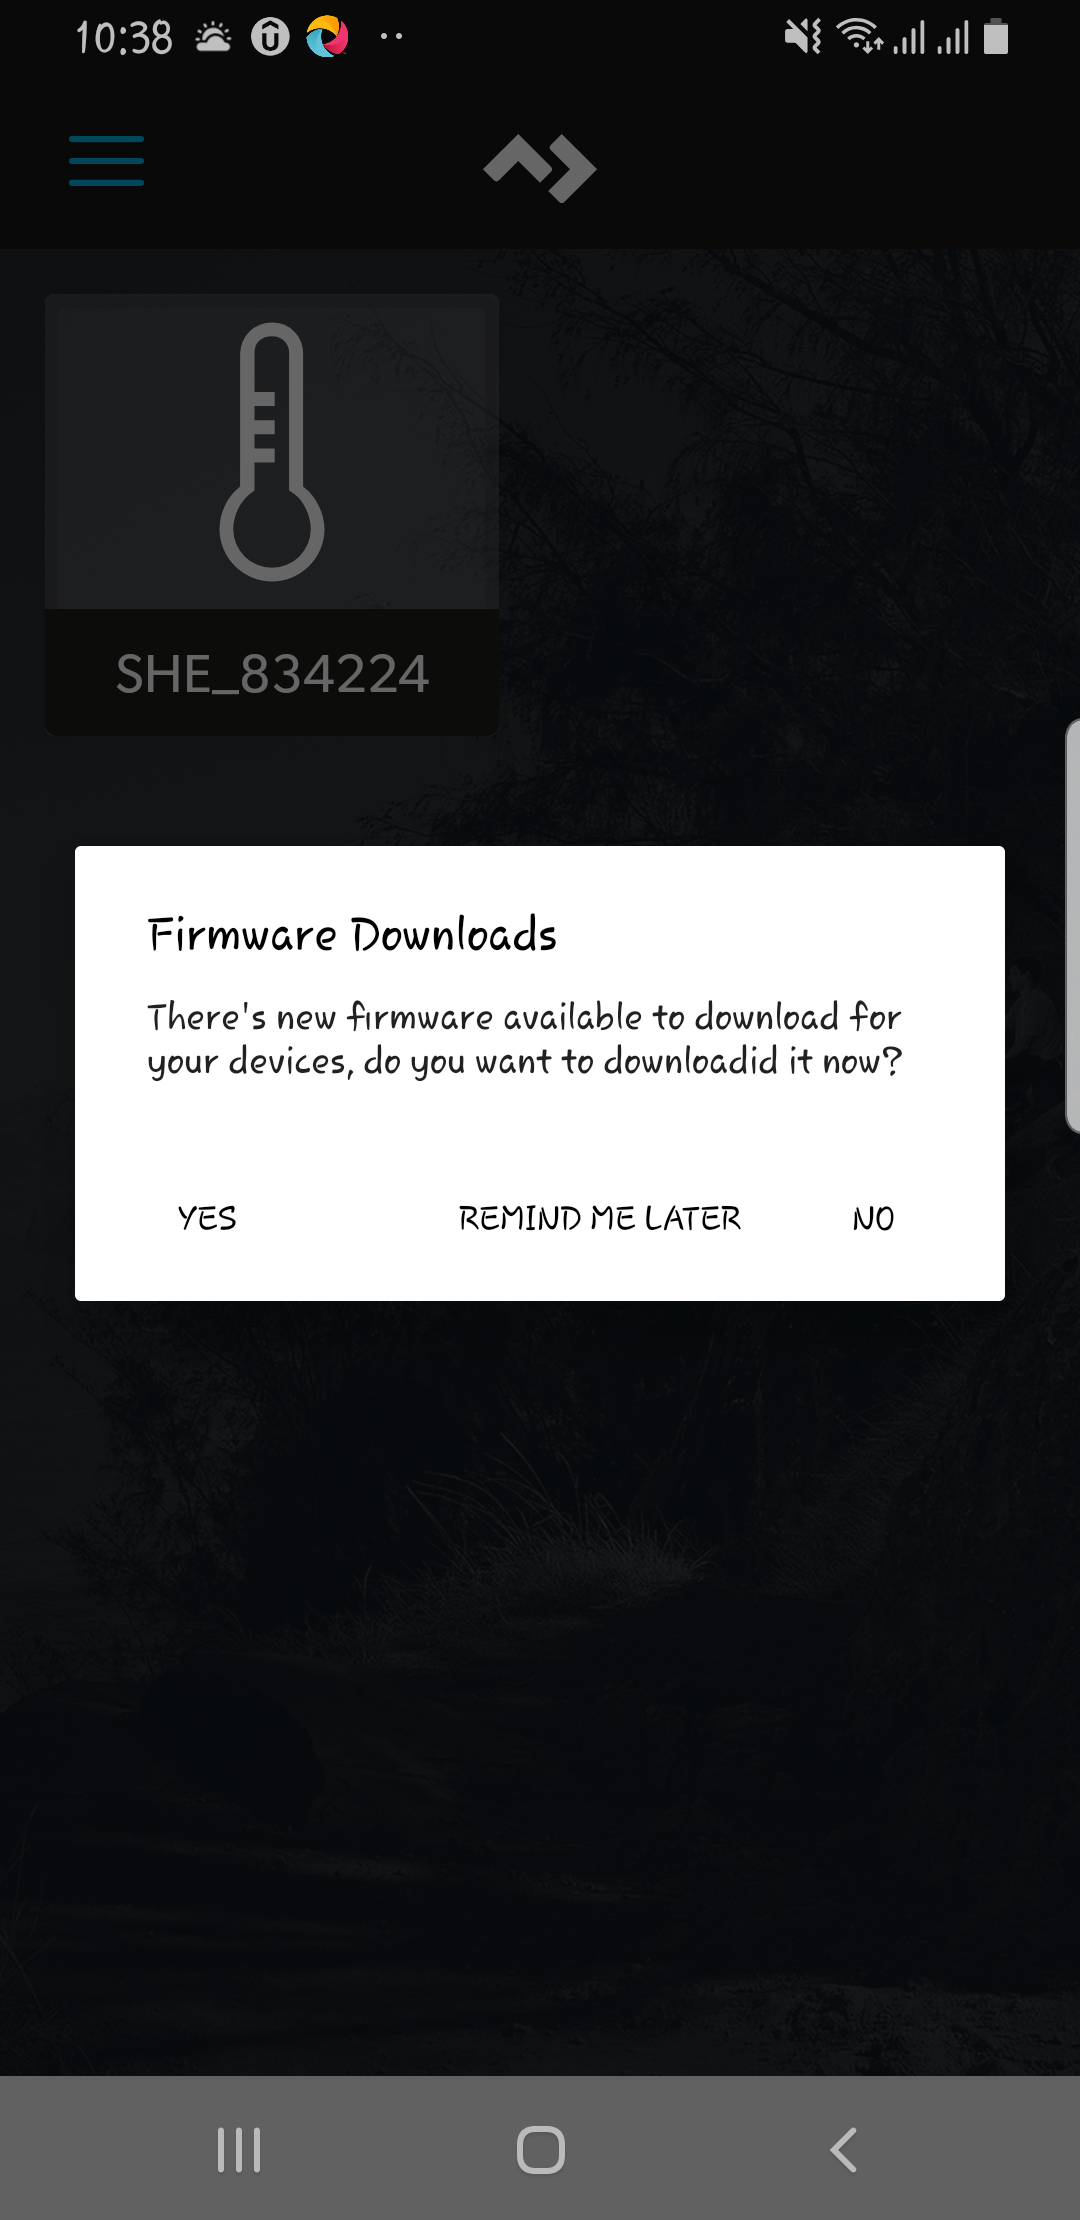 10:38
SHE_834224
Firmware Downloads
There's new firmware available to download for
your devices, do you want to downloadid it now?
YES REMIND ME LATER NO